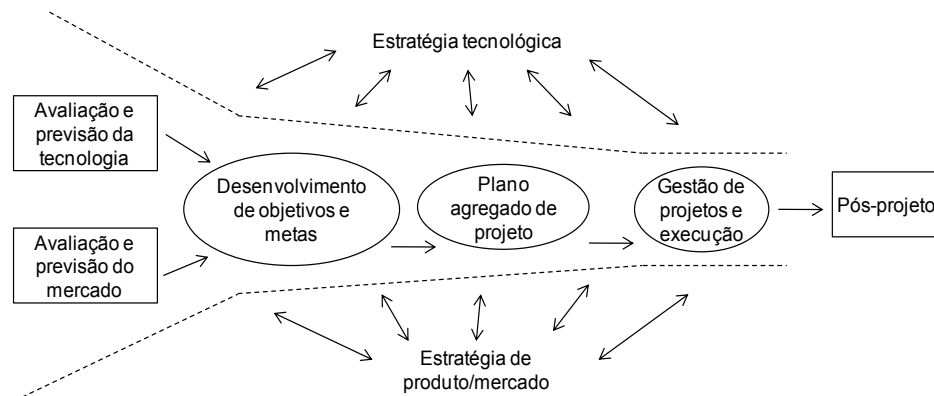 Estratégia tecnológica
Avaliação e
previsão da
tecnologia
Avaliação e
previsão do
mercado
Desenvolvimento
de objetivos e
metas
Plano
agregado de
projeto
Gestão de
projetos e
execução
Pós-projeto
Estratégia de
produto/mercado